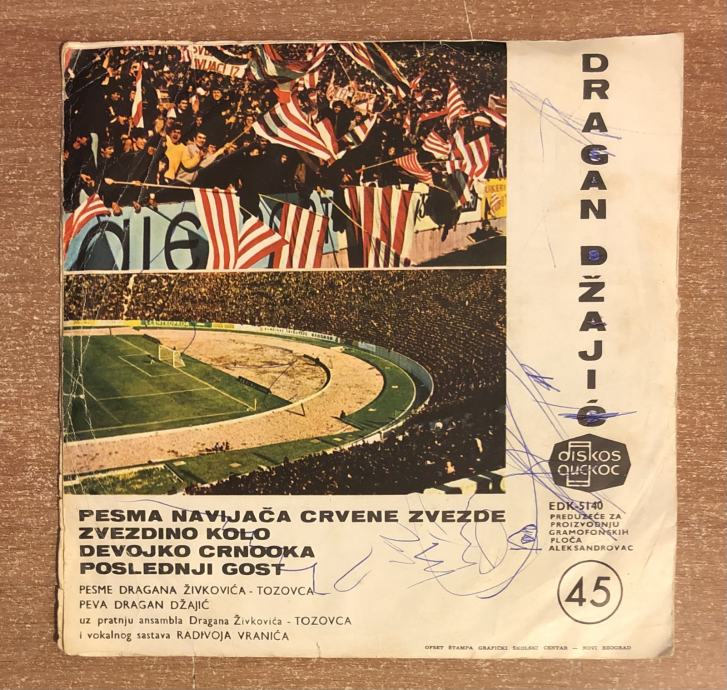 DRAGAN DŽAJIĆ
diskos
дискос
EDK-5140
PREDUZEĆE ZA
PROIZVODNJU
GRAMOFONSKIH
PLOČA
ALEKSANDROVAC
45
PESMA NAVIJAČA CRVENE ZVEZDE
ZVEZDINO KOLO
DEVOJKO CRNOOKA
POSLEDNJI GOST
PESME DRAGANA ŽIVKOVIĆA - TOZOVCA
PEVA DRAGAN DŽAJIĆ
uz pratnju ansambla Dragana Živkovića - TOZOVCA
i vokalnog sastava RADIVOJA VRANIĆA
OFSET ŠTAMPA GRAFIČKI ŠKOLSKI CENTAR — NOVI BEOGRAD